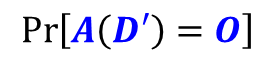 Pr[A(D′) = O]